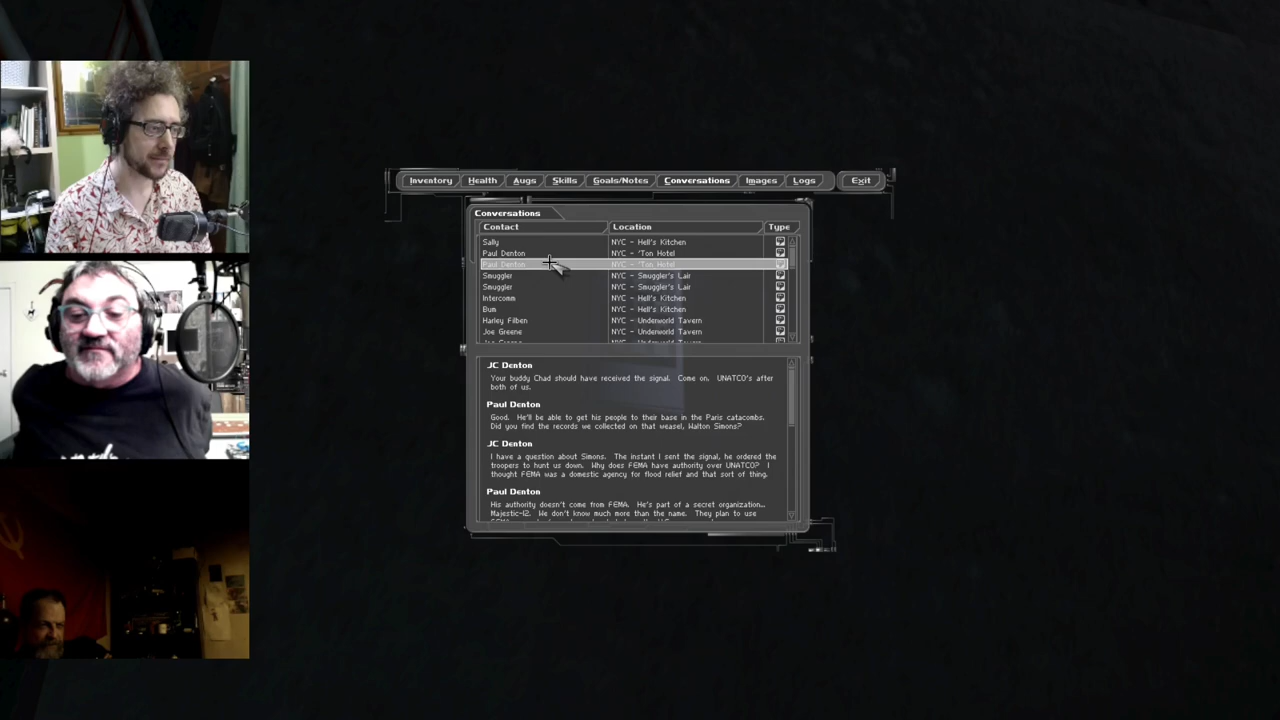 Inventory Health Augs Skills Goals/Notes Conversations Images Logs Exit
Conversations
Contact Location Type
Sally NYC - Hell's Kitchen
Paul Denton NYC - 'Ton Hotel
Paul Denton NYC - 'Ton Hotel
Smuggler NYC - Smuggler's Lair
Smuggler NYC - Smuggler's Lair
Intercomm NYC - Hell's Kitchen
Bum NYC - Hell's Kitchen
Harley Filben NYC - Underworld Tavern
Joe Greene NYC - Underworld Tavern
JC Denton
Your buddy Chad should have received the signal. Come on. UNATCO's after
both of us.
Paul Denton
Good. He'll be able to get his people to their base in the Paris catacombs.
Did you find the records we collected on that weasel, Walton Simons?
JC Denton
I have a question about Simons. The instant I sent the signal, he ordered the
troopers to hunt us down. Why does FEMA have authority over UNATCO? I
thought FEMA was a domestic agency for flood relief and that sort of thing.
Paul Denton
His authority doesn't come from FEMA. He's part of a secret organization...
Majestic-12. We don't know much more than the name. They plan to use